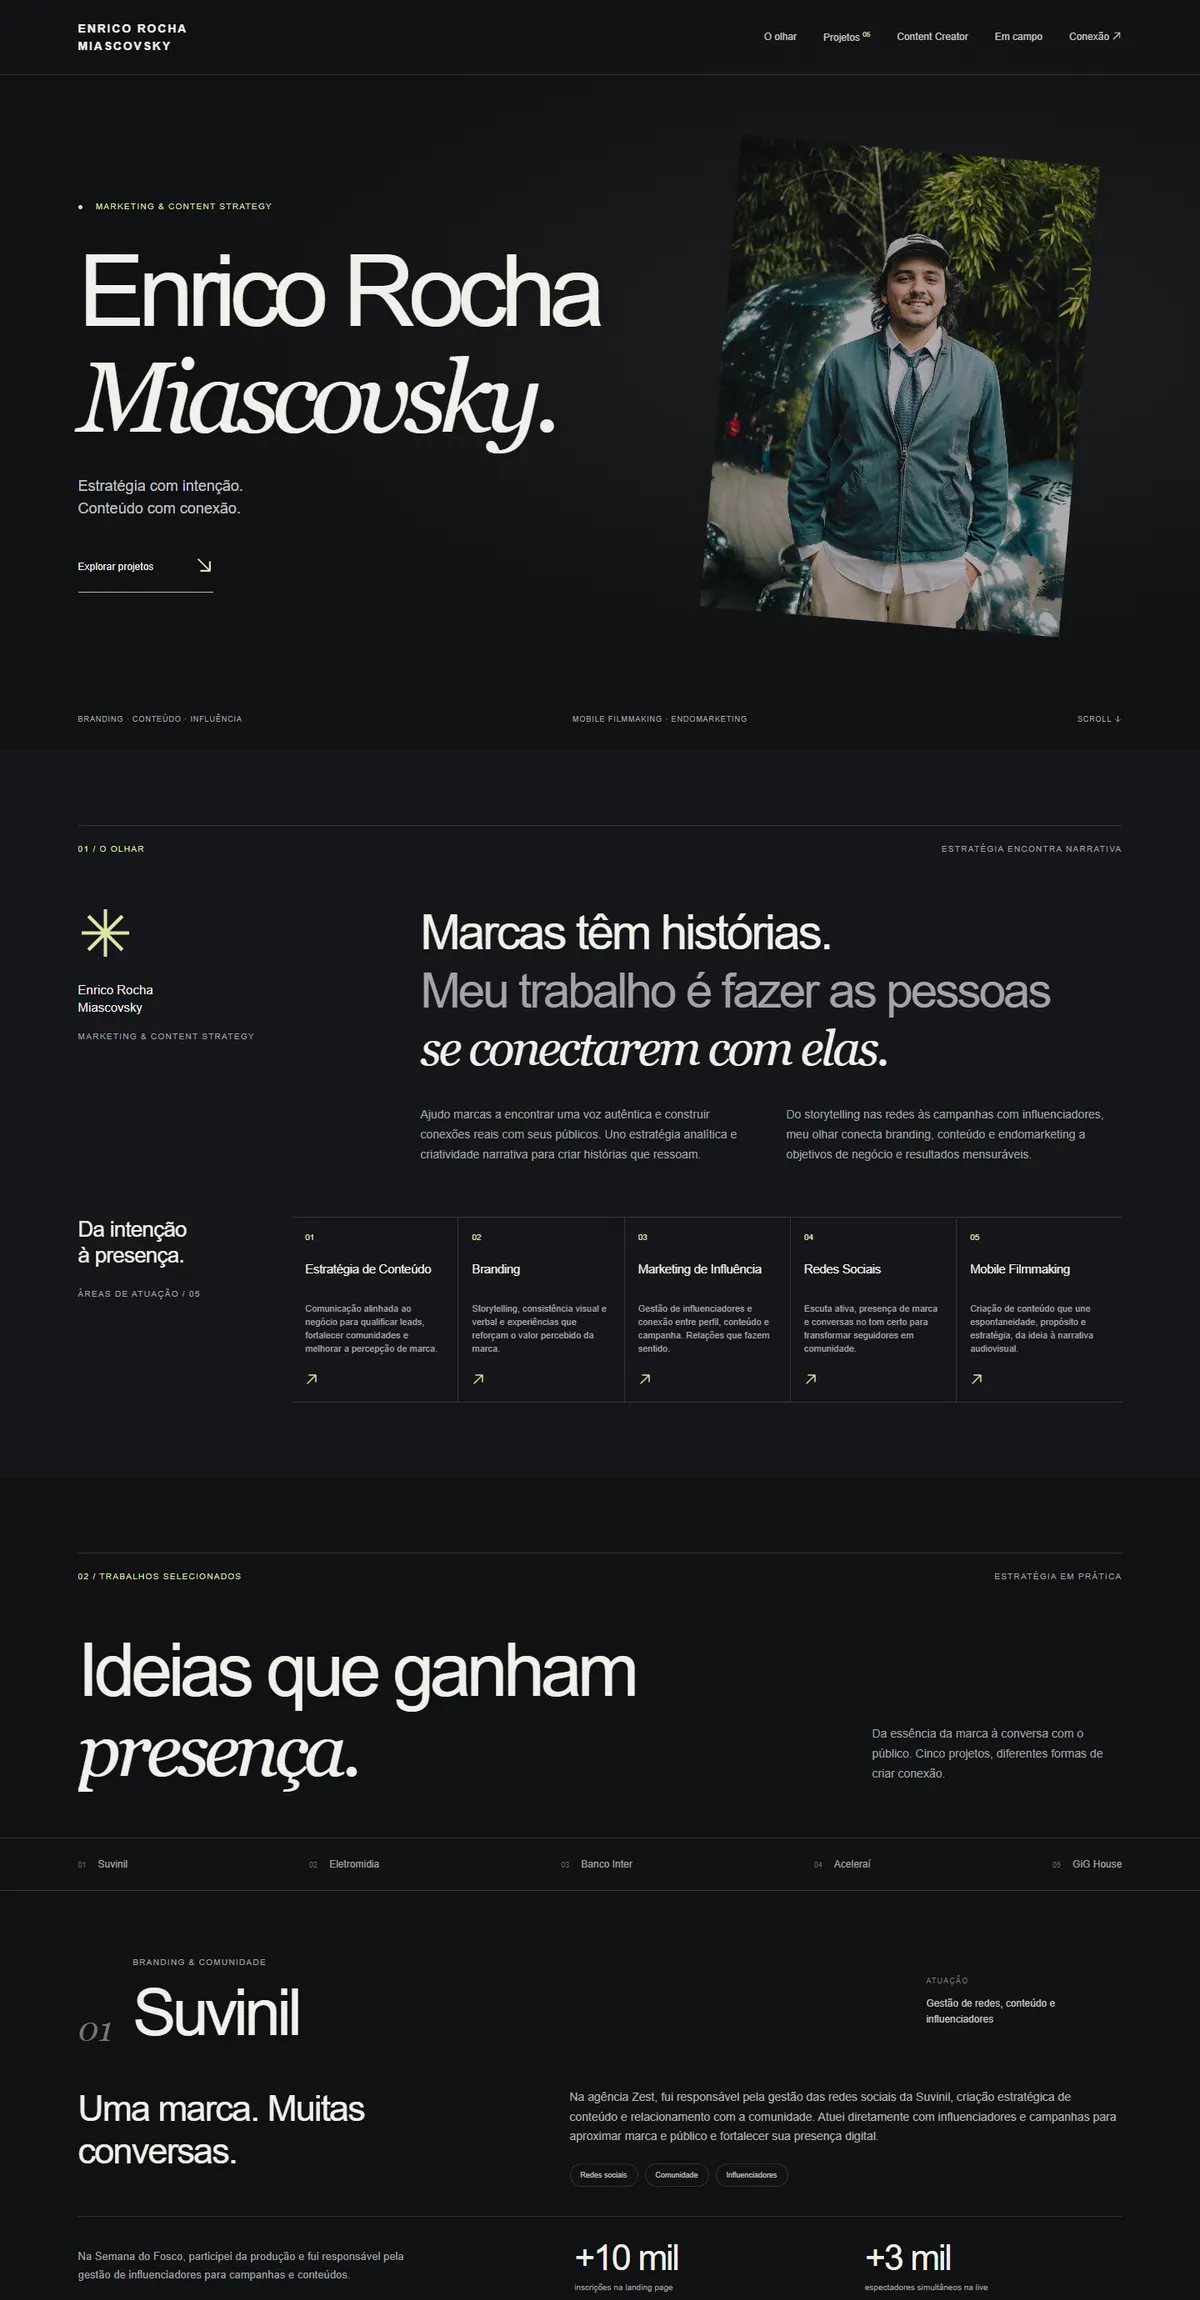 ENRICO ROCHA
MIASCOVSKY
O olhar
Projetos 05
Content Creator
Em campo
Conexão ↗
MARKETING & CONTENT STRATEGY
Enrico Rocha
Miascovsky.
Estratégia com intenção.
Conteúdo com conexão.
Explorar projetos ↘
BRANDING · CONTEÚDO · INFLUÊNCIA
MOBILE FILMMAKING · ENDOMARKETING
SCROLL ↓
01 / O OLHAR
ESTRATÉGIA ENCONTRA NARRATIVA
Enrico Rocha
Miascovsky
MARKETING & CONTENT STRATEGY
Marcas têm histórias.
Meu trabalho é fazer as pessoas
se conectarem com elas.
Ajudo marcas a encontrar uma voz autêntica e construir
conexões reais com seus públicos. Uno estratégia analítica e
criatividade narrativa para criar histórias que ressoam.
Do storytelling nas redes às campanhas com influenciadores,
meu olhar conecta branding, conteúdo e endomarketing a
objetivos de negócio e resultados mensuráveis.
Da intenção
à presença.
ÁREAS DE ATUAÇÃO / 05
01
Estratégia de Conteúdo
Comunicação alinhada ao
negócio para qualificar leads,
fortalecer comunidades e
melhorar a percepção de marca.
↗
02
Branding
Storytelling, consistência visual e
verbal e experiências que
reforçam o valor percebido da
marca.
↗
03
Marketing de Influência
Gestão de influenciadores e
conexão entre perfil, conteúdo e
campanha. Relações que fazem
sentido.
↗
04
Redes Sociais
Escuta ativa, presença de marca
e conversas no tom certo para
transformar seguidores em
comunidade.
↗
05
Mobile Filmmaking
Criação de conteúdo que une
espontaneidade, propósito e
estratégia, da ideia à narrativa
audiovisual.
↗
02 / TRABALHOS SELECIONADOS
ESTRATÉGIA EM PRÁTICA
Ideias que ganham
presença.
Da essência da marca à conversa com o
público. Cinco projetos, diferentes formas de
criar conexão.
01 Suvinil
02 Eletromidia
03 Banco Inter
04 Aceleraí
05 GiG House
BRANDING & COMUNIDADE
01 Suvinil
ATUAÇÃO
Gestão de redes, conteúdo e
influenciadores
Uma marca. Muitas
conversas.
Na agência Zest, fui responsável pela gestão das redes sociais da Suvinil, criação estratégica de
conteúdo e relacionamento com a comunidade. Atuei diretamente com influenciadores e campanhas para
aproximar marca e público e fortalecer sua presença digital.
Redes sociais
Comunidade
Influenciadores
Na Semana do Fosco, participei da produção e fui responsável pela
gestão de influenciadores para campanhas e conteúdos.
+10 mil
inscrições na landing page
+3 mil
espectadores simultâneos na live